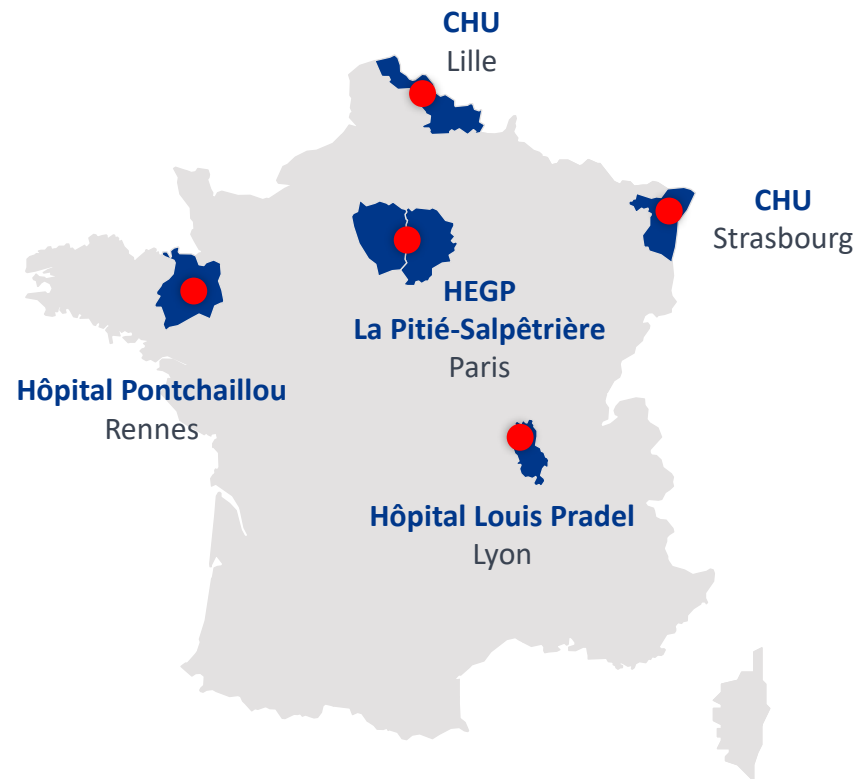 CHU
Lille
CHU
Strasbourg
HEGP
La Pitié-Salpêtrière
Paris
Hôpital Pontchaillou
Rennes
Hôpital Louis Pradel
Lyon